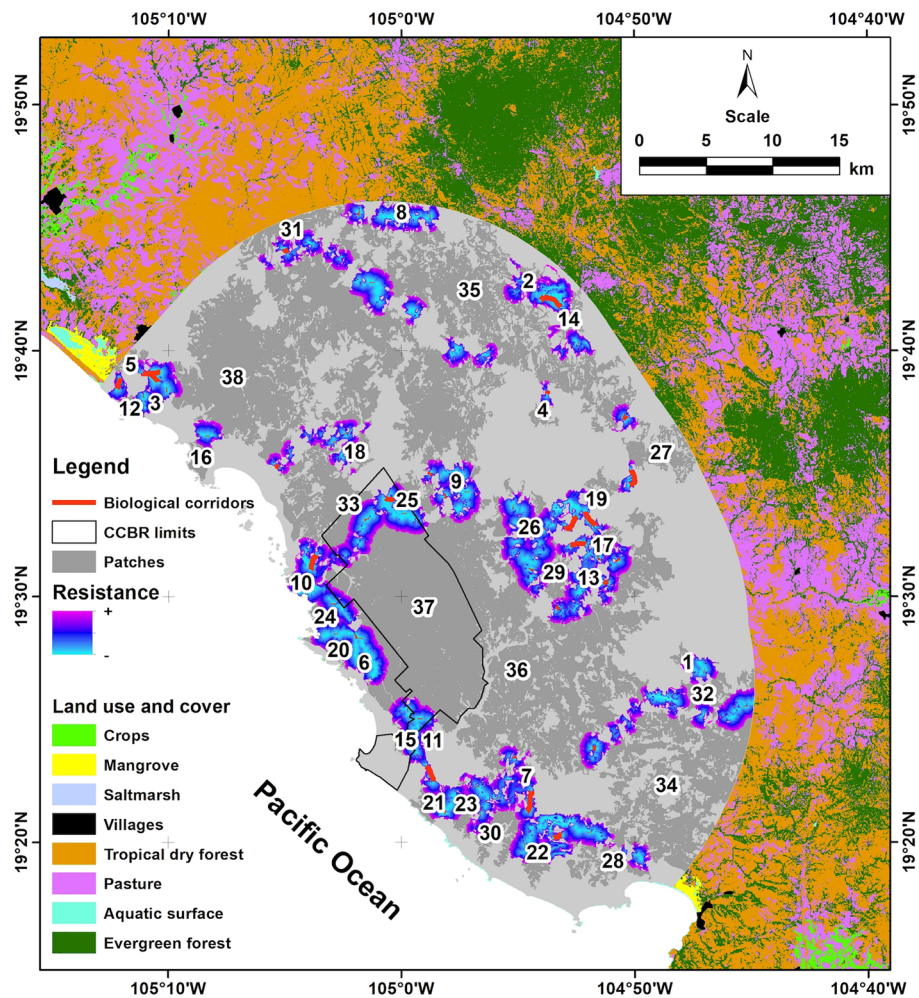 105°10'W 105°0'W 104°50'W 104°40'W
N
Scale
0 5 10 15
km
19°50'N 19°50'N
8
31
2
35
14
19°40'N 19°40'N
5
38
12 3
4
16
18
27
9
33 25
19
26
17
29
13
10
19°30'N 19°30'N
37
24
20 6
36
1
32
15 11
7
34
21 23
30
22
28
19°20'N 19°20'N
Pacific Ocean
Legend
Biological corridors
CCBR limits
Patches
Resistance
+
-
Land use and cover
Crops
Mangrove
Saltmarsh
Villages
Tropical dry forest
Pasture
Aquatic surface
Evergreen forest
105°10'W 105°0'W 104°50'W 104°40'W